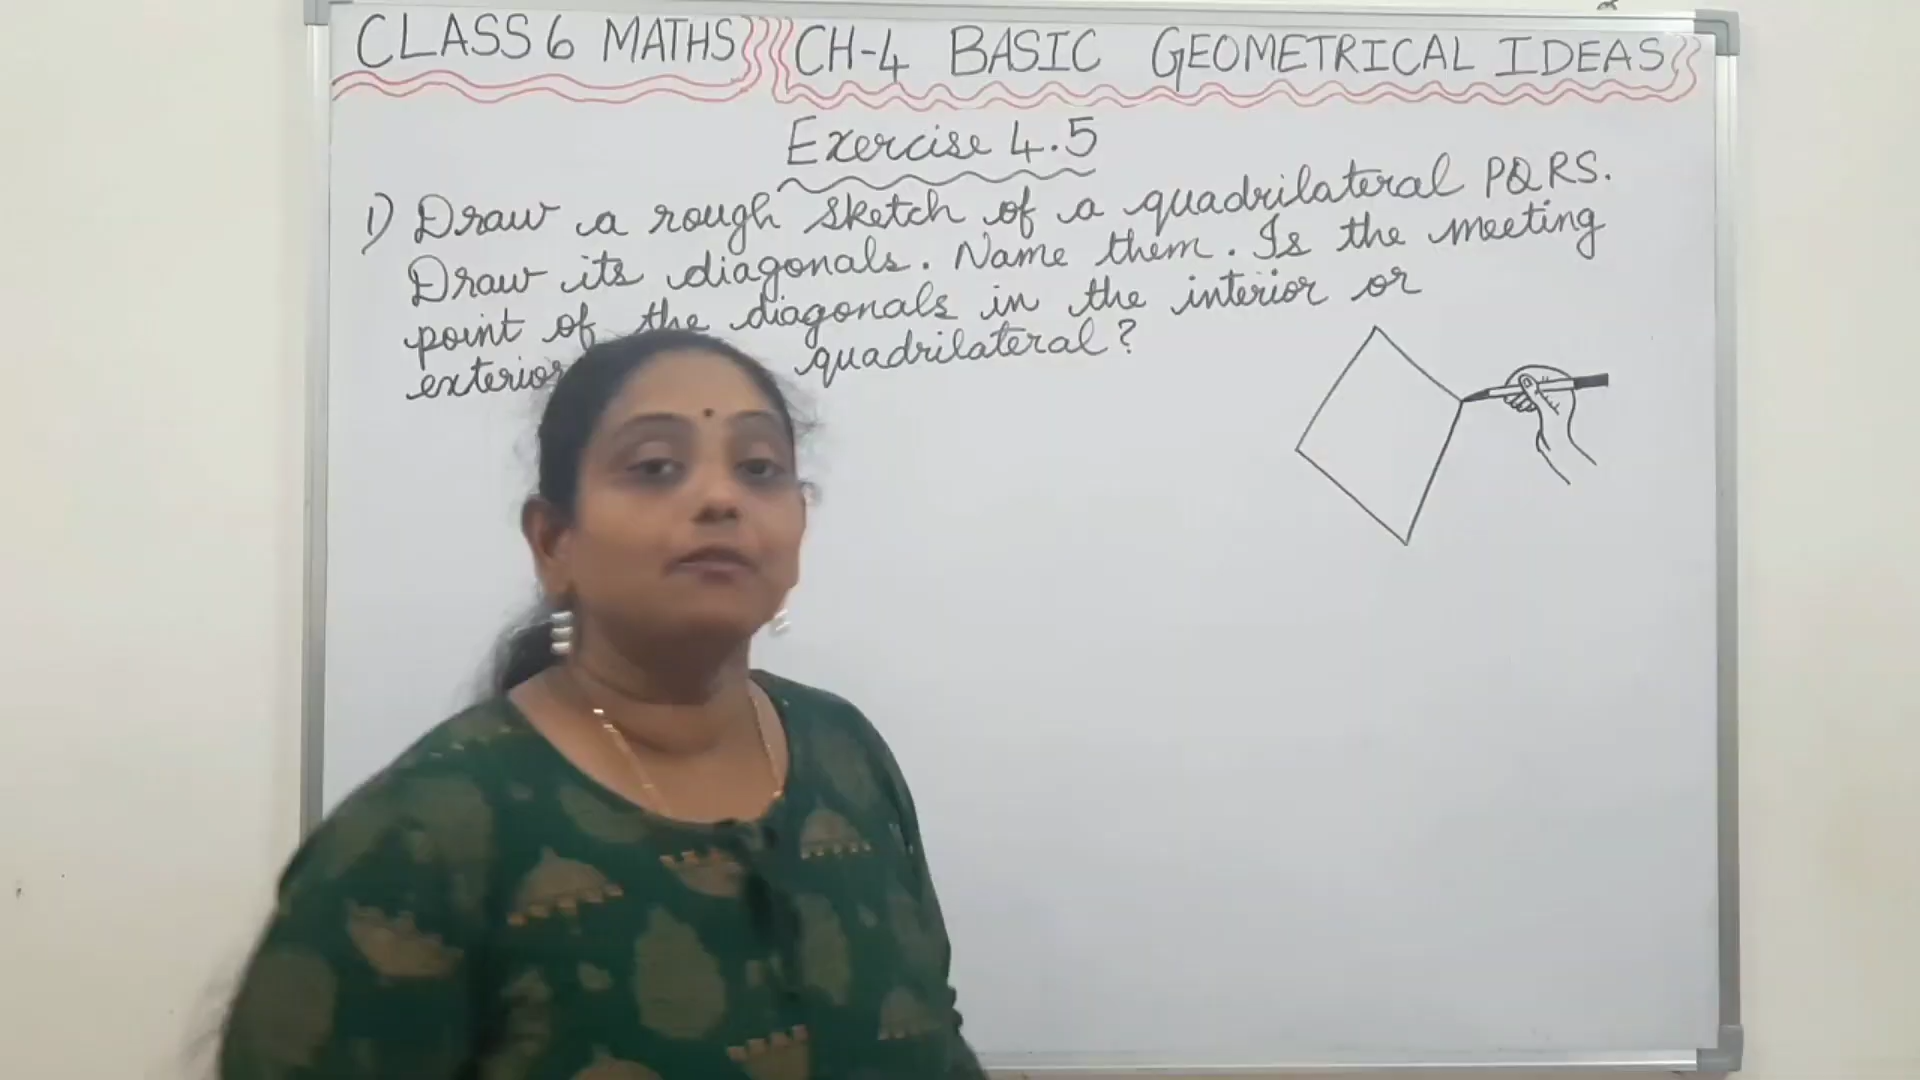 CLASS 6 MATHS CH-4 BASIC GEOMETRICAL IDEAS
Exercise 4.5
1) Draw a rough sketch of a quadrilateral PQRS.
Draw its diagonals. Name them. Is the meeting
point of the diagonals in the interior or
exterior quadrilateral?